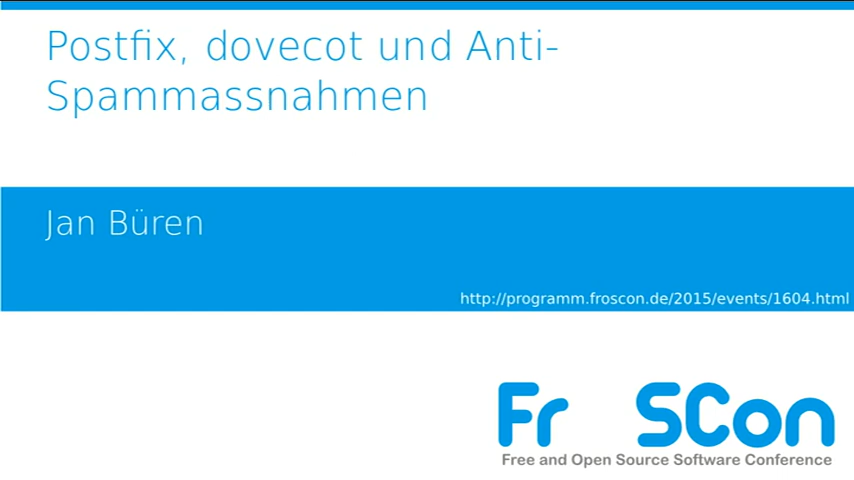 Postfix, dovecot und Anti-
Spammassnahmen
Jan Büren
http://programm.froscon.de/2015/events/1604.html
Fr SCon
Free and Open Source Software Conference